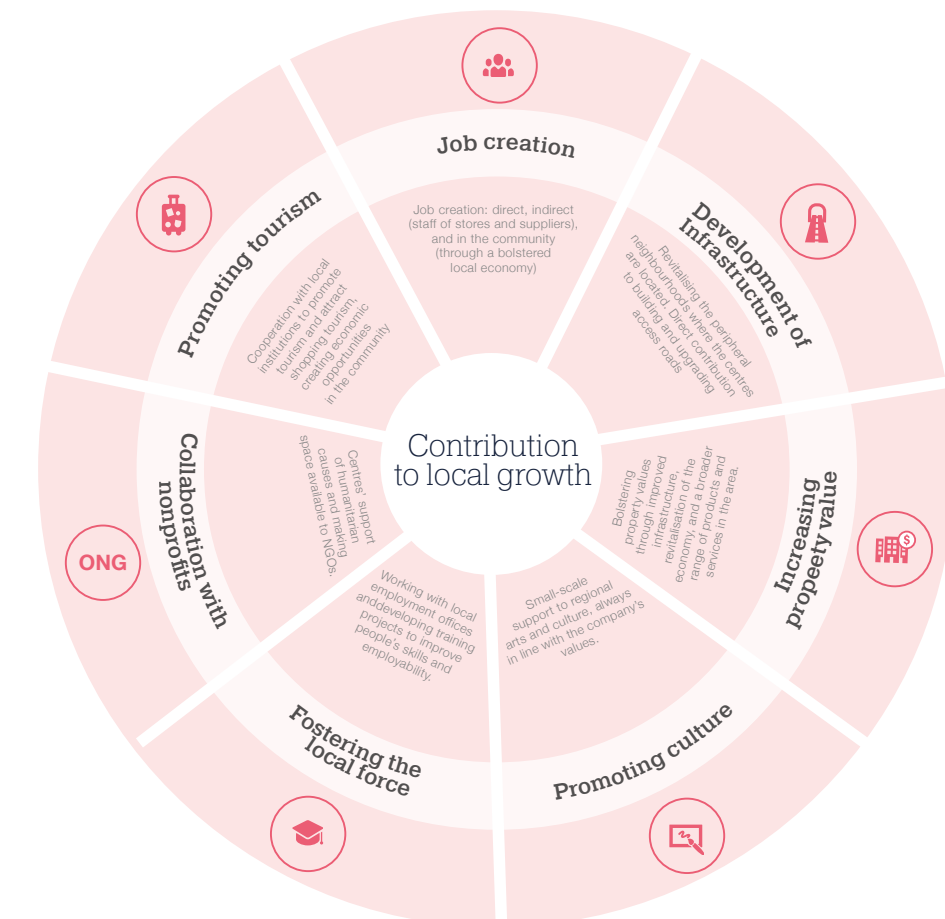 Contribution
to local growth
Job creation
Job creation: direct, indirect
(staff of stores and suppliers),
and in the community
(through a bolstered
local economy)
Development of
Infrastructure
Revitalising the peripheral
neighbourhoods where the centres
are located. Direct contribution
to building and upgrading
access roads
$
Increasing
propeety value
Bolstering
property values
through improved
infrastructure,
revitalisation of the
economy, and a broader
range of products and
services in the area.
Promoting culture
Small-scale
support to regional
arts and culture, always
in line with the company's
values.
Fostering the
local force
Working with local
employment offices
anddeveloping training
projects to improve
people's skills and
employability.
ONG
Collaboration with
nonprofits
Centres' support
of humanitarian
causes and making
space available to NGOs.
Promoting tourism
Cooperation with local
institutions to promote
tourism and attract
shopping tourism,
creating economic
opportunities
in the community